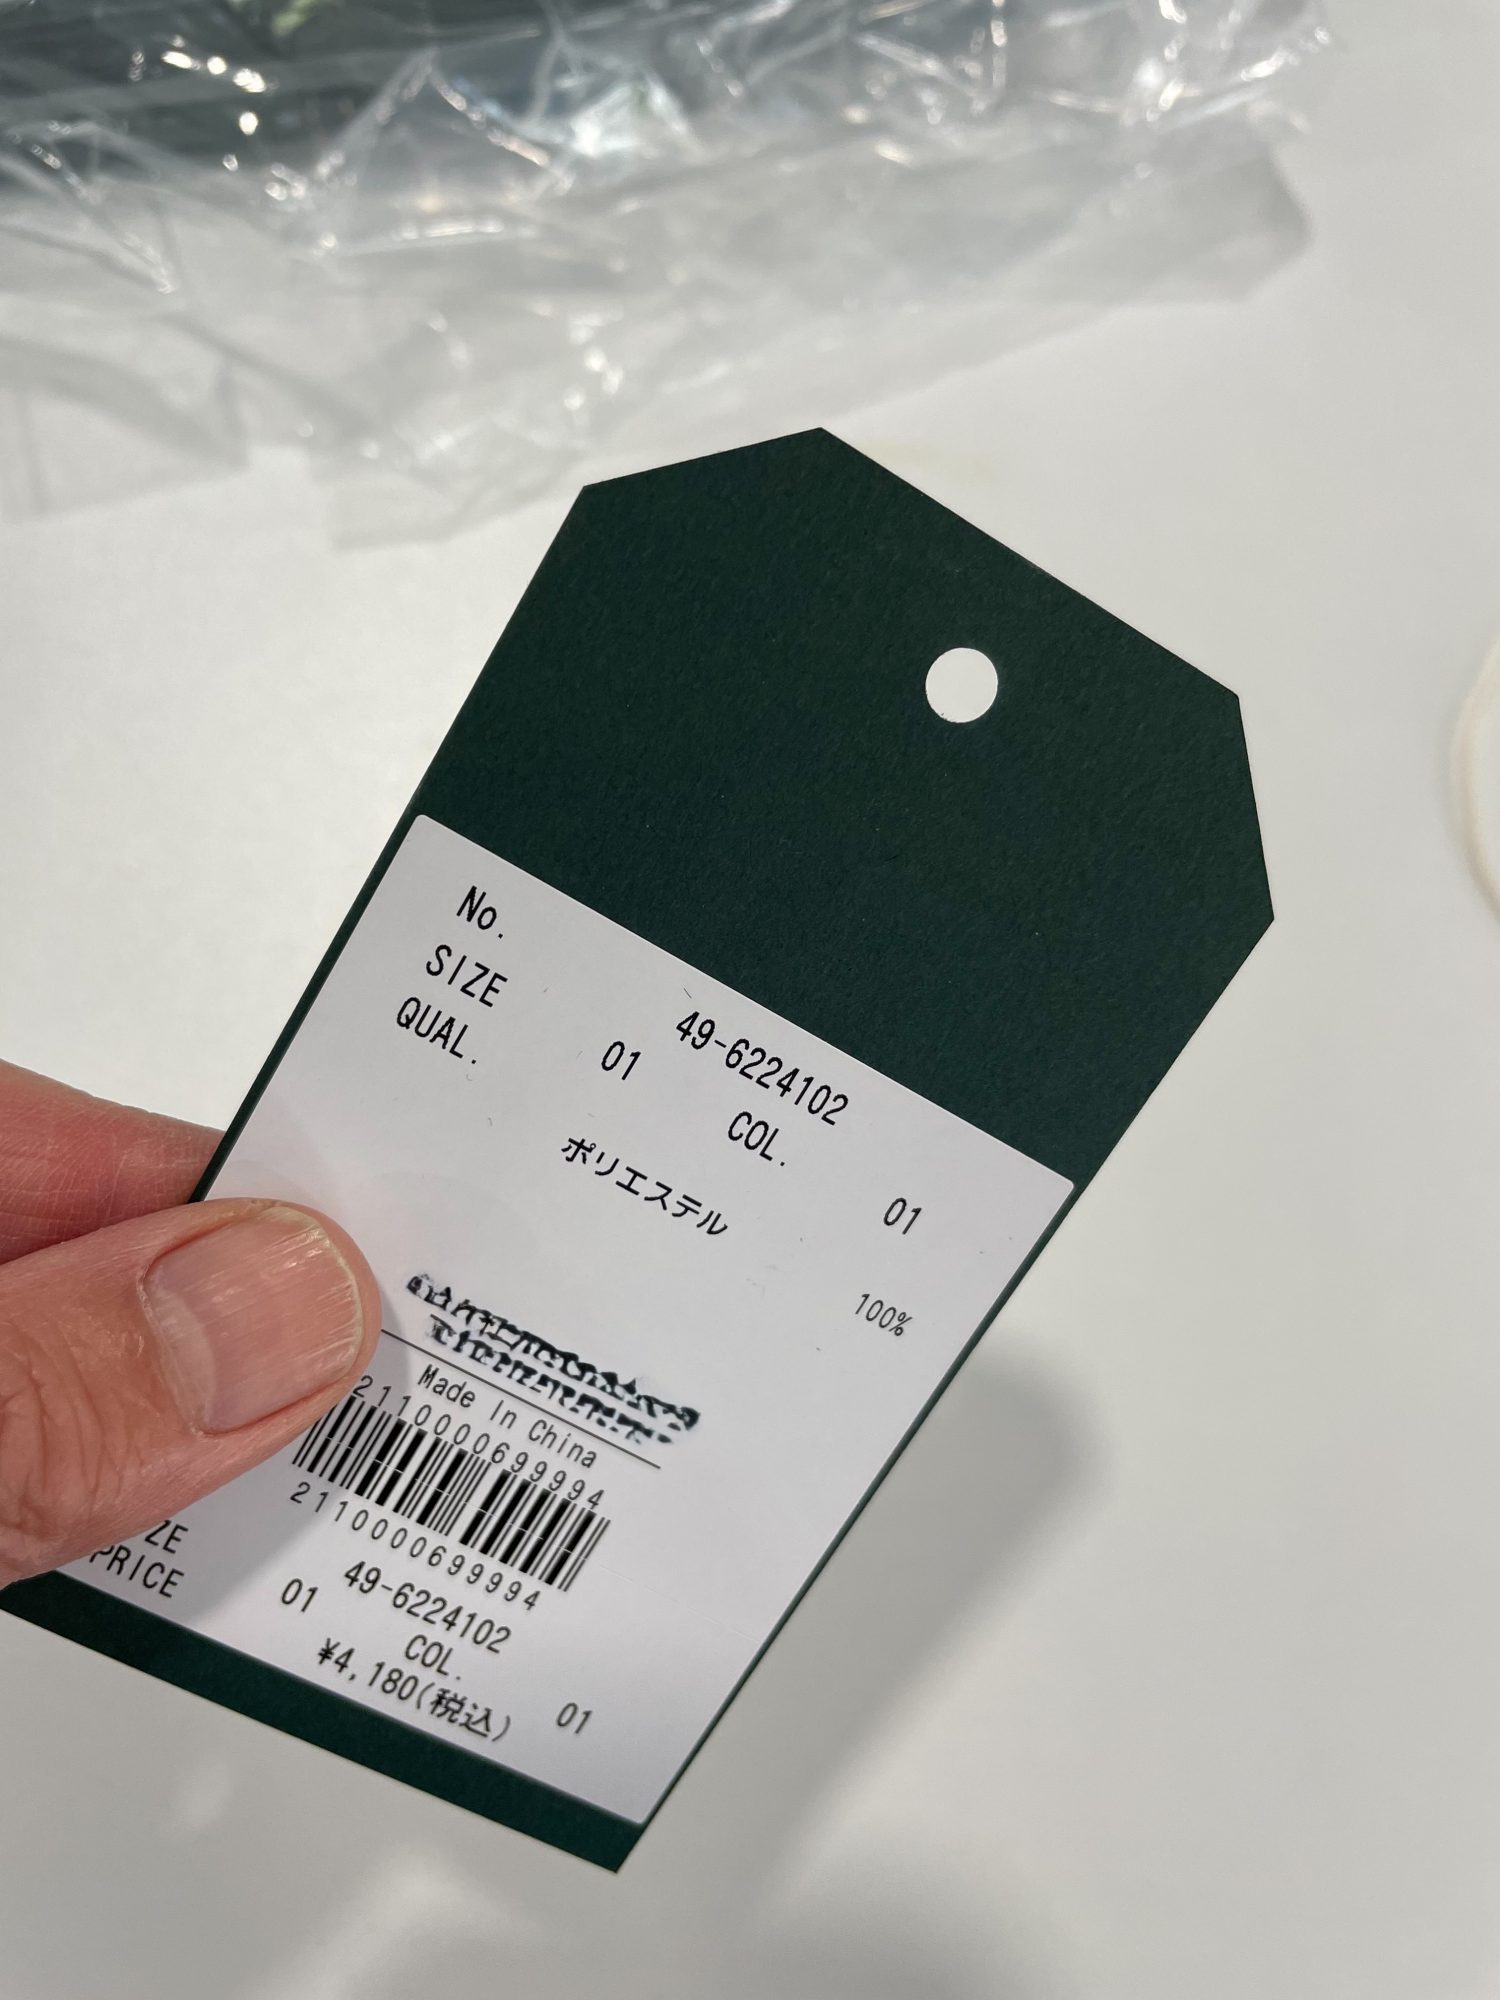 No. 49-6224102
SIZE 01 COL. 01
QUAL.
ポリエステル 100%
Made In China
2110000699994
2110000699994
49-6224102
ZE 01 COL. 01
PRICE ¥4,180(税込)